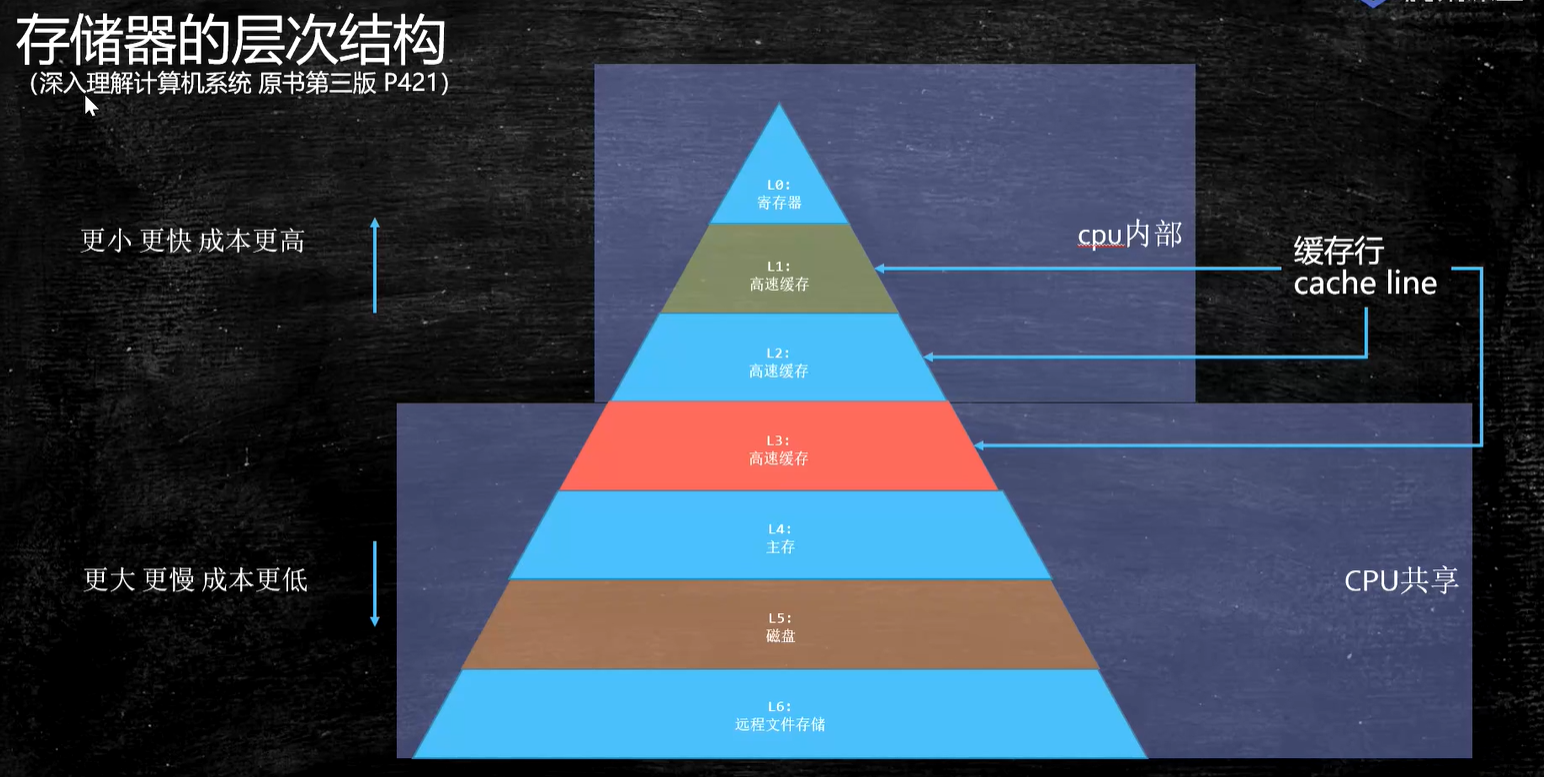 存储器的层次结构
(深入理解计算机系统 原书第三版 P421)
L0:
寄存器
更小 更快 成本更高
cpu内部
缓存行
cache line
L1:
高速缓存
L2:
高速缓存
L3:
高速缓存
L4:
主存
更大 更慢 成本更低
CPU共享
L5:
磁盘
L6:
远程文件存储